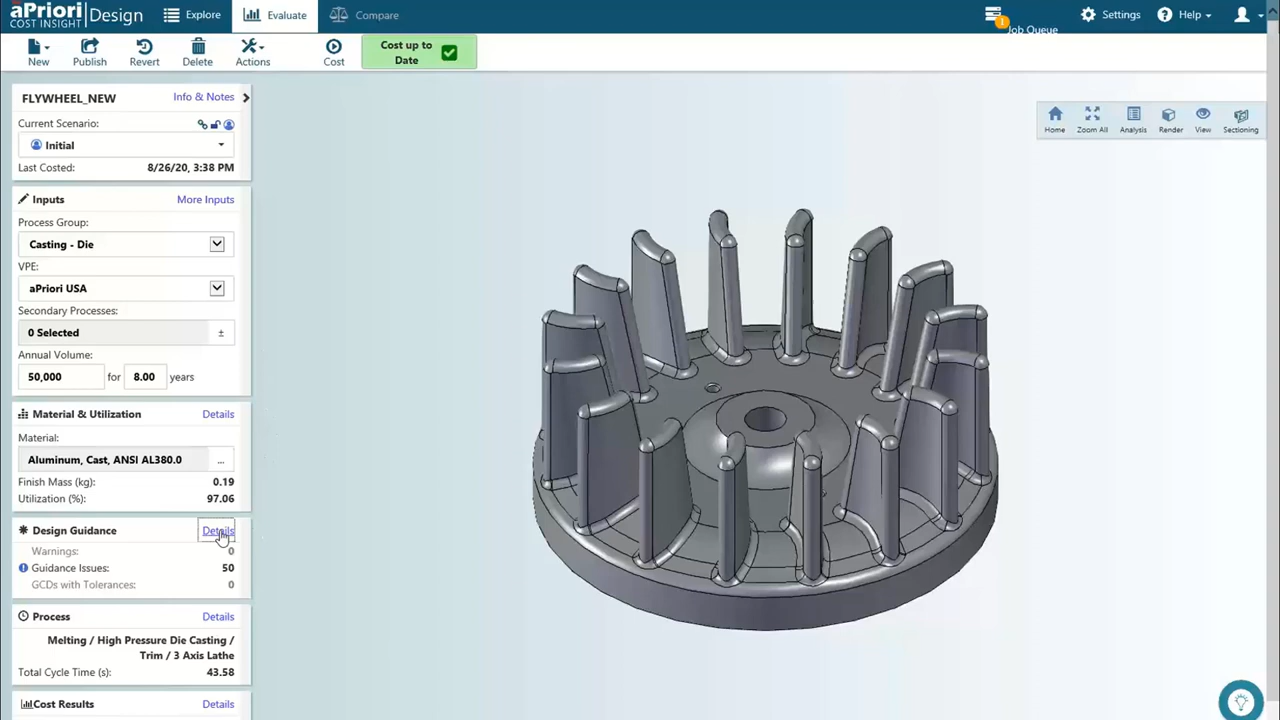 aPriori
COST INSIGHT
Design
Explore
Evaluate
Compare
1
Job Queue
Settings
Help
New
Publish
Revert
Delete
Actions
Cost
Cost up to
Date
FLYWHEEL_NEW
Info & Notes
Current Scenario:
Initial
Last Costed: 8/26/20, 3:38 PM
Home
Zoom All
Analysis
Render
View
Sectioning
Inputs
More Inputs
Process Group:
Casting - Die
VPE:
aPriori USA
Secondary Processes:
0 Selected
±
Annual Volume:
50,000 for 8.00 years
Material & Utilization
Details
Material:
Aluminum, Cast, ANSI AL380.0 ...
Finish Mass (kg): 0.19
Utilization (%): 97.06
Design Guidance
Details
Warnings: 0
Guidance Issues: 50
GCDs with Tolerances: 0
Process
Details
Melting / High Pressure Die Casting /
Trim / 3 Axis Lathe
Total Cycle Time (s): 43.58
Cost Results
Details